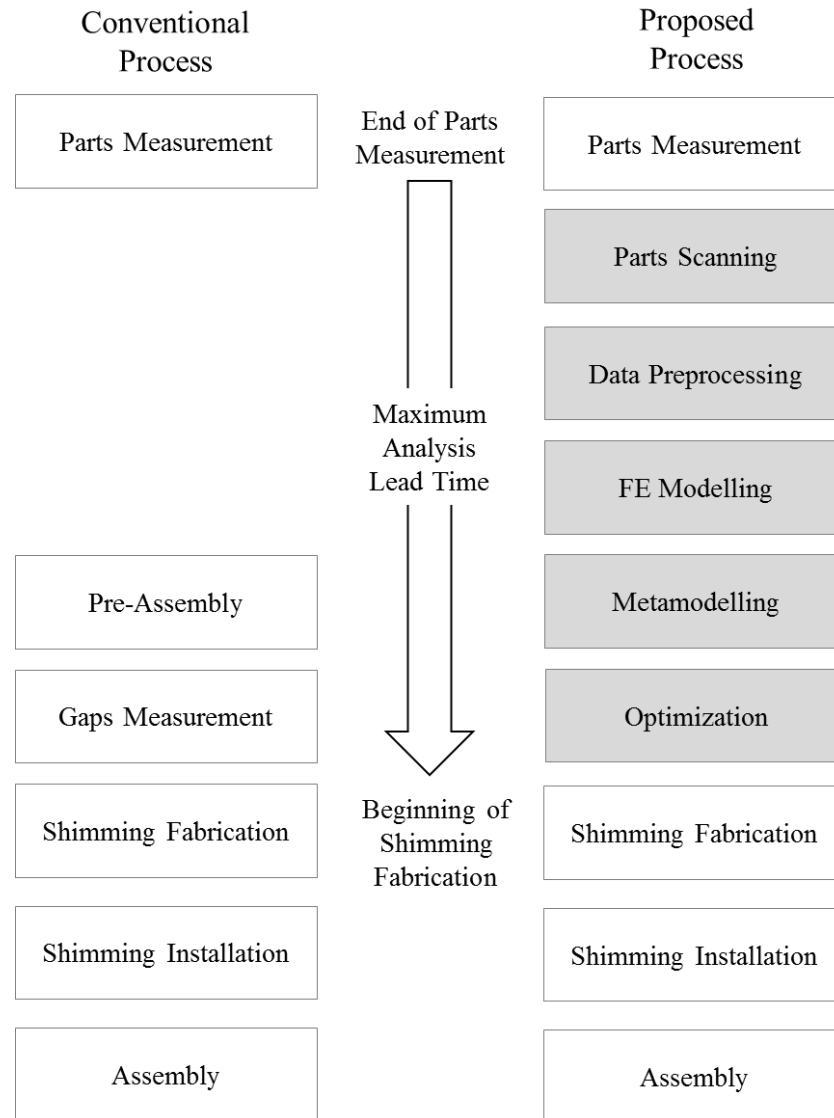 Conventional
Process
Parts Measurement
Pre-Assembly
Gaps Measurement
Shimming Fabrication
Shimming Installation
Assembly
End of Parts
Measurement
Maximum
Analysis
Lead Time
Beginning of
Shimming
Fabrication
Proposed
Process
Parts Measurement
Parts Scanning
Data Preprocessing
FE Modelling
Metamodelling
Optimization
Shimming Fabrication
Shimming Installation
Assembly